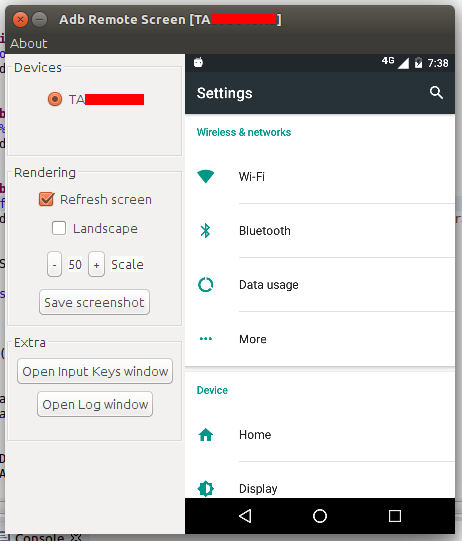 Adb Remote Screen [TA ]
About
Devices
TA
Rendering
Refresh screen
Landscape
- 50 + Scale
Save screenshot
Extra
Open Input Keys window
Open Log window
4G 7:38
Settings
Wireless & networks
Wi-Fi
Bluetooth
Data usage
More
Device
Home
Display
Console